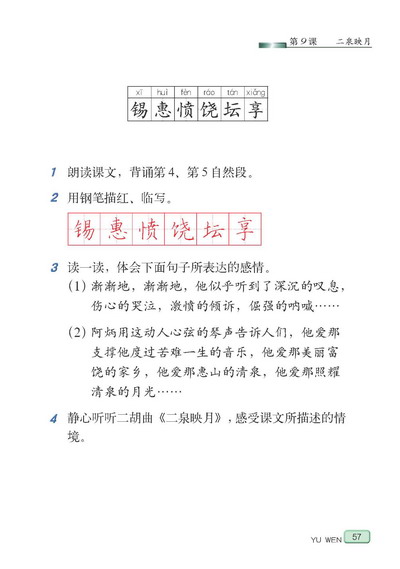 第9课 二泉映月
xī huì fèn ráo tán xiǎng
锡惠愤饶坛享
1 朗读课文，背诵第4、第5自然段。
2 用钢笔描红、临写。
锡惠愤饶坛享
3 读一读，体会下面句子所表达的感情。
（1）渐渐地，渐渐地，他似乎听到了深沉的叹息，
伤心的哭泣，激愤的倾诉，倔强的呐喊……
（2）阿炳用这动人心弦的琴声告诉人们，他爱那
支撑他度过苦难一生的音乐，他爱那美丽富
饶的家乡，他爱那惠山的清泉，他爱那照耀
清泉的月光……
4 静心听听二胡曲《二泉映月》，感受课文所描述的情
境。
YU WEN 57